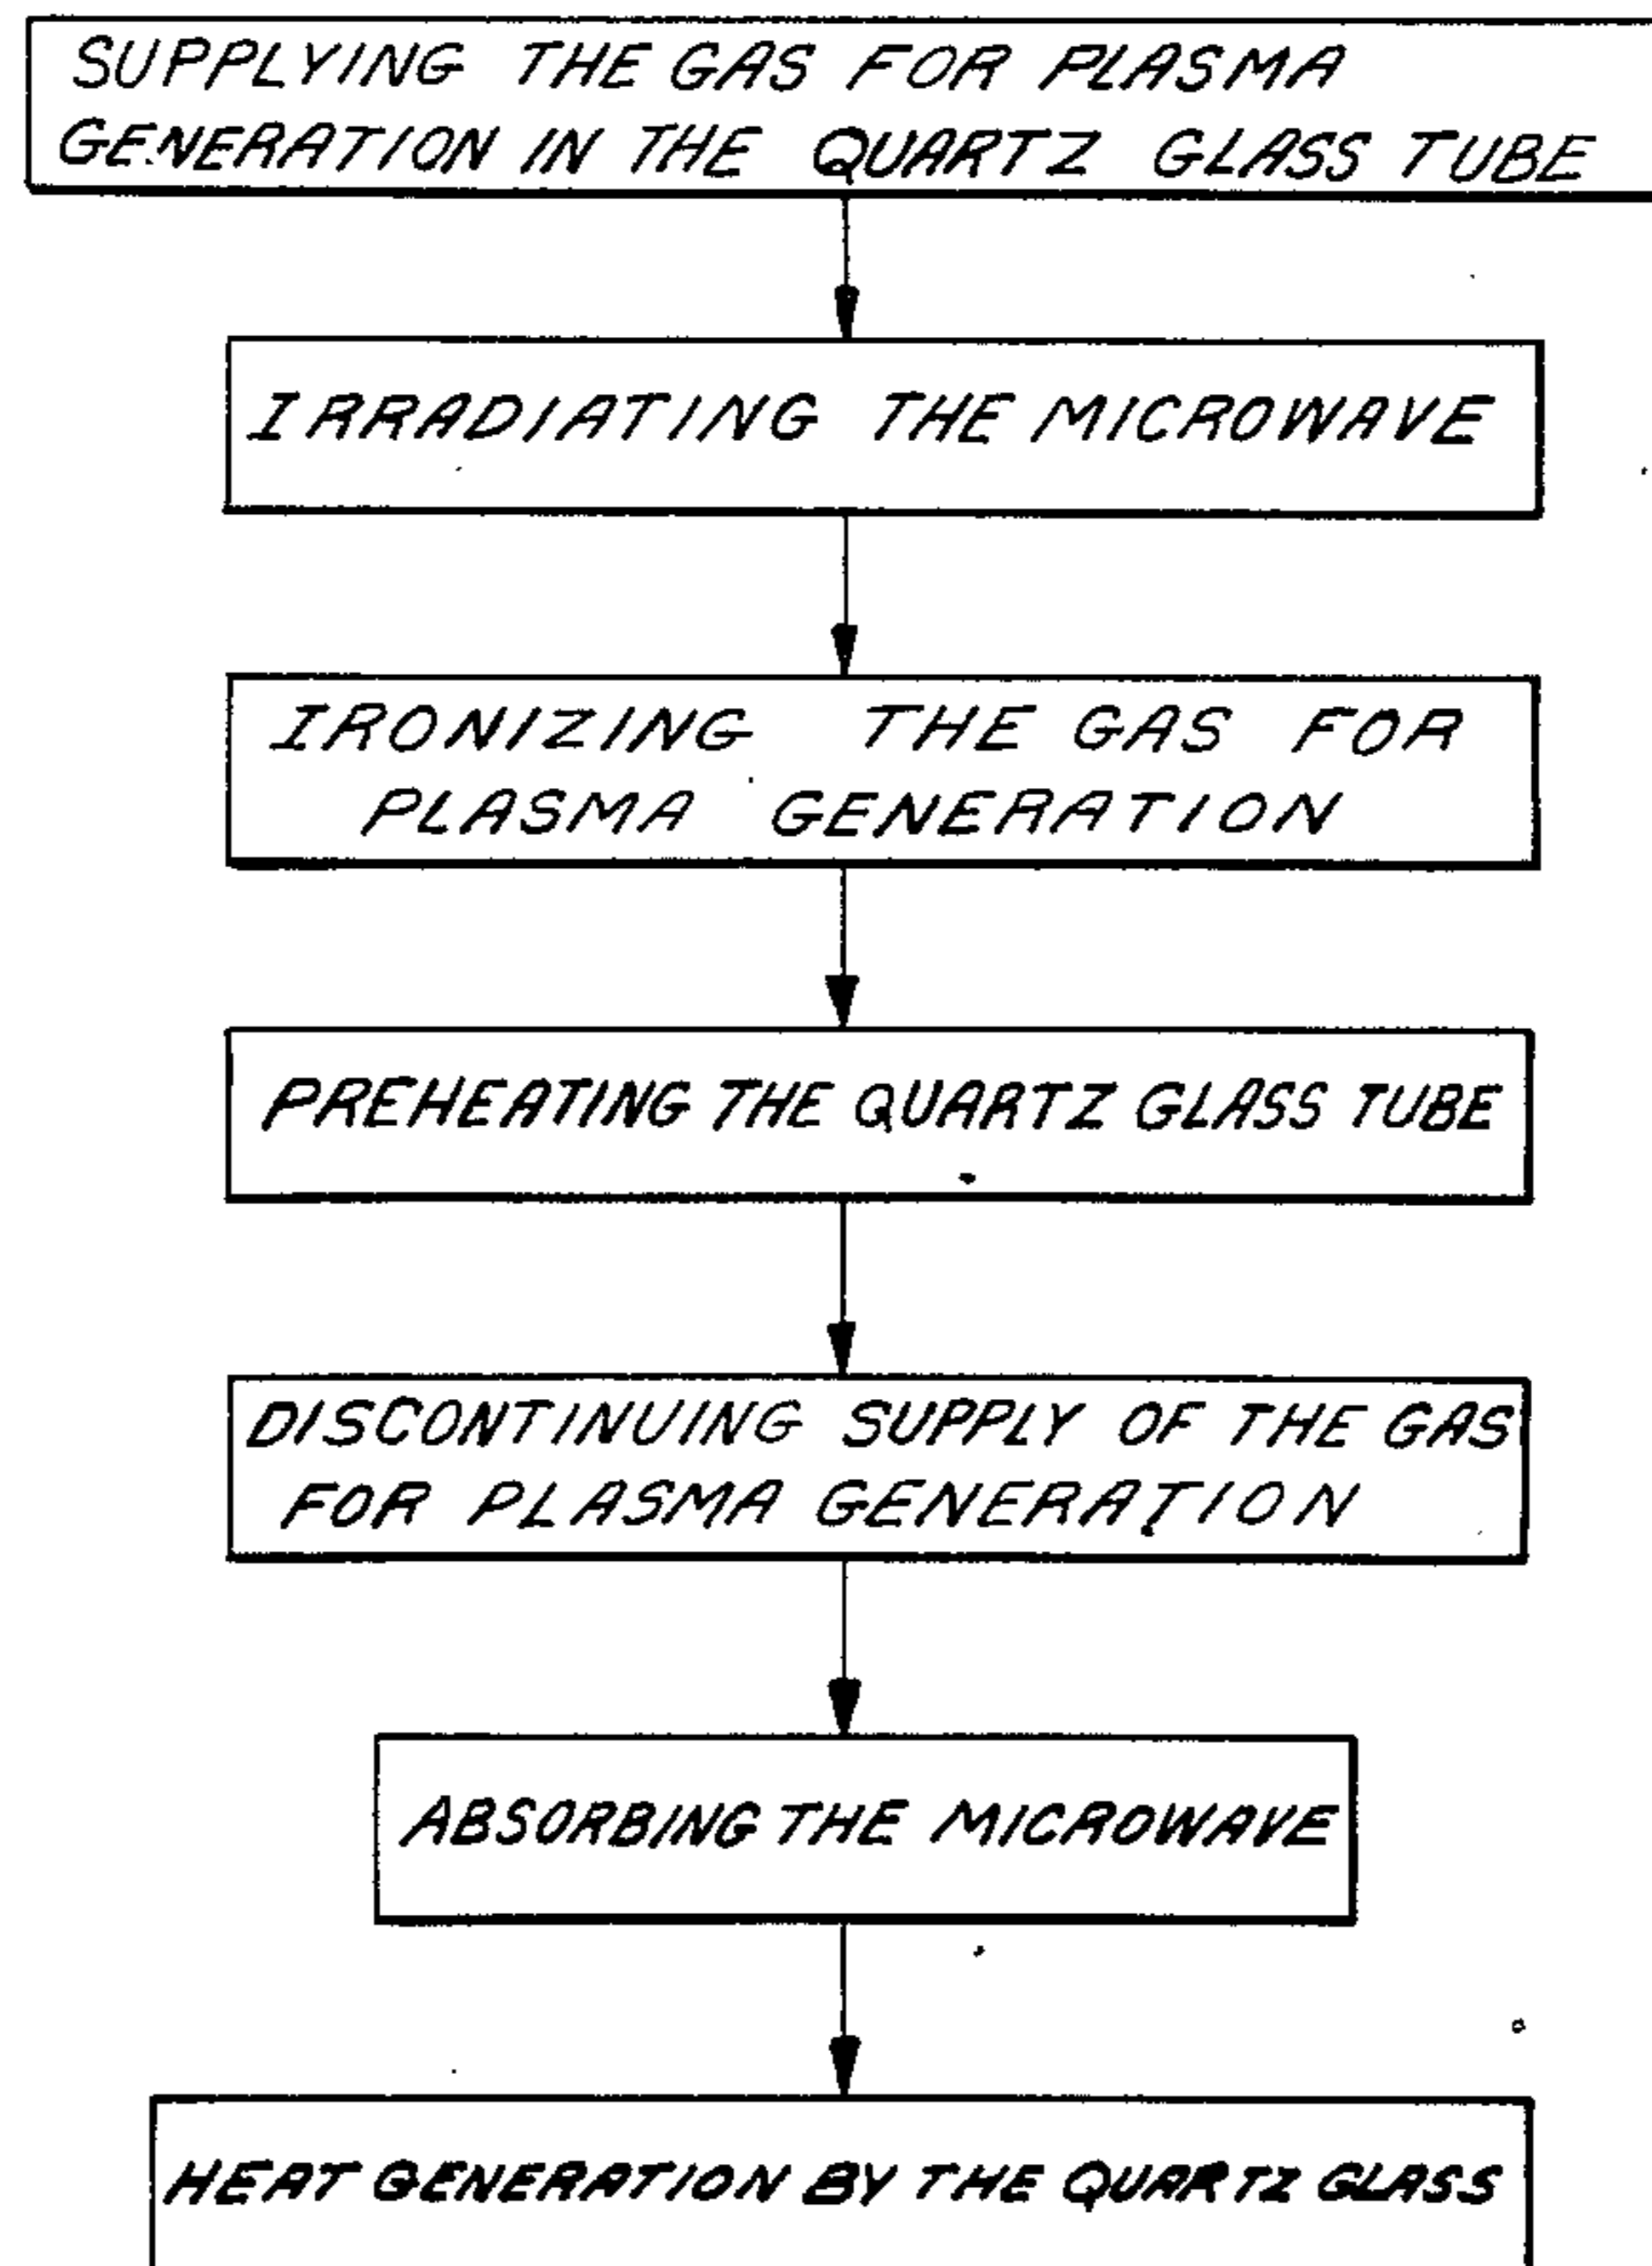 SUPPLYING THE GAS FOR PLASMA
GENERATION IN THE QUARTZ GLASS TUBE
IRRADIATING THE MICROWAVE
IRONIZING THE GAS FOR
PLASMA GENERATION
PREHEATING THE QUARTZ GLASS TUBE
DISCONTINUING SUPPLY OF THE GAS
FOR PLASMA GENERATION
ABSORBING THE MICROWAVE
HEAT GENERATION BY THE QUARTZ GLASS